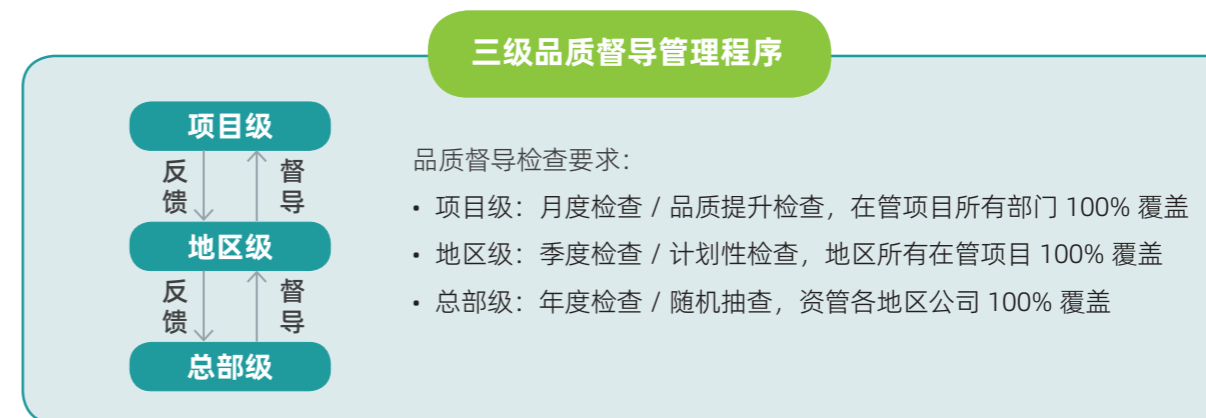 三级品质督导管理程序
项目级
反馈
督导
地区级
反馈
督导
总部级
品质督导检查要求：
• 项目级：月度检查 / 品质提升检查，在管项目所有部门 100% 覆盖
• 地区级：季度检查 / 计划性检查，地区所有在管项目 100% 覆盖
• 总部级：年度检查 / 随机抽查，资管各地区公司 100% 覆盖